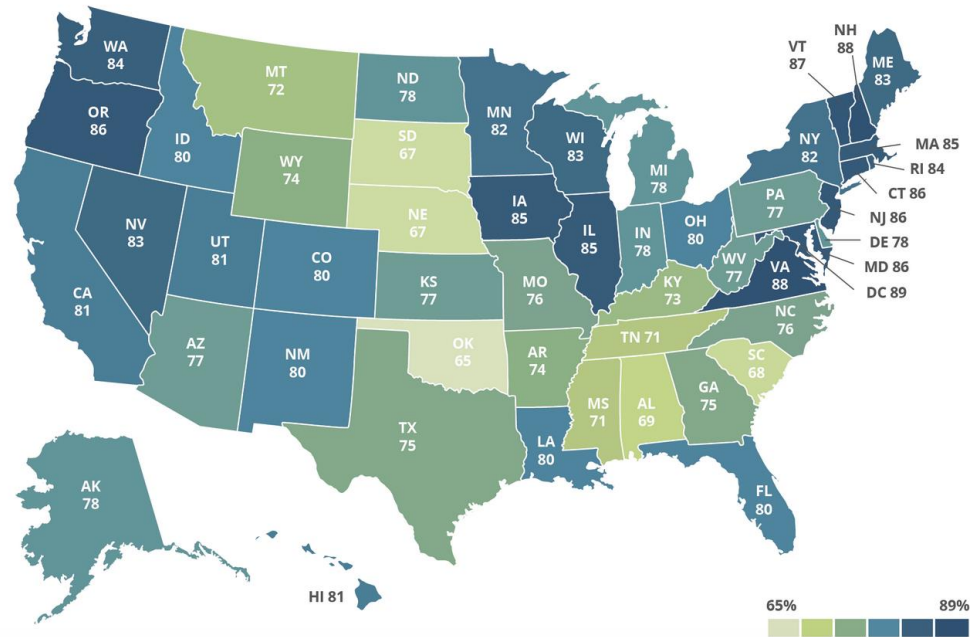 WA
84
OR
86
CA
81
NV
83
ID
80
MT
72
WY
74
UT
81
CO
80
AZ
77
NM
80
ND
78
SD
67
NE
67
KS
77
OK
65
TX
75
MN
82
IA
85
MO
76
AR
74
LA
80
WI
83
IL
85
MI
78
IN
78
OH
80
KY
73
TN 71
MS
71
AL
69
GA
75
FL
80
SC
68
NC
76
VA
88
WV
77
PA
77
NY
82
VT
87
NH
88
ME
83
MA 85
RI 84
CT 86
NJ 86
DE 78
MD 86
DC 89
AK
78
HI 81
65%
89%